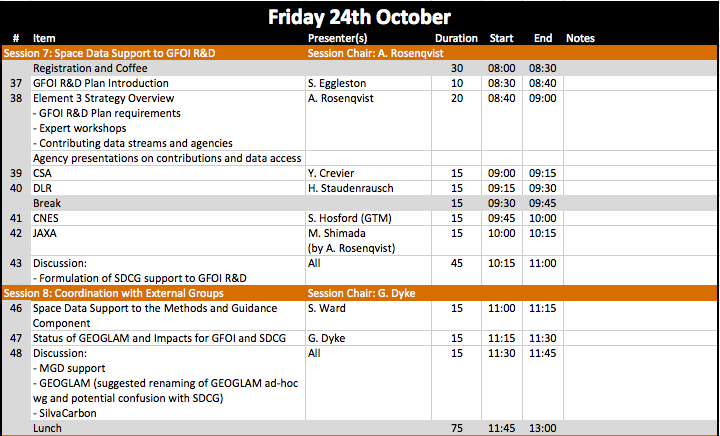 Friday 24th October
# Item Presenter(s) Duration Start End Notes
Session 7: Space Data Support to GFOI R&D Session Chair: A. Rosenqvist
Registration and Coffee 30 08:00 08:30
37 GFOI R&D Plan Introduction S. Eggleston 10 08:30 08:40
38 Element 3 Strategy Overview A. Rosenqvist 20 08:40 09:00
- GFOI R&D Plan requirements
- Expert workshops
- Contributing data streams and agencies
Agency presentations on contributions and data access
39 CSA Y. Crevier 15 09:00 09:15
40 DLR H. Staudenrausch 15 09:15 09:30
Break 15 09:30 09:45
41 CNES S. Hosford (GTM) 15 09:45 10:00
42 JAXA M. Shimada 15 10:00 10:15
(by A. Rosenqvist)
43 Discussion: All 45 10:15 11:00
- Formulation of SDCG support to GFOI R&D
Session 8: Coordination with External Groups Session Chair: G. Dyke
46 Space Data Support to the Methods and Guidance S. Ward 15 11:00 11:15
Component
47 Status of GEOGLAM and Impacts for GFOI and SDCG G. Dyke 15 11:15 11:30
48 Discussion: All 15 11:30 11:45
- MGD support
- GEOGLAM (suggested renaming of GEOGLAM ad-hoc
wg and potential confusion with SDCG)
- SilvaCarbon
Lunch 75 11:45 13:00